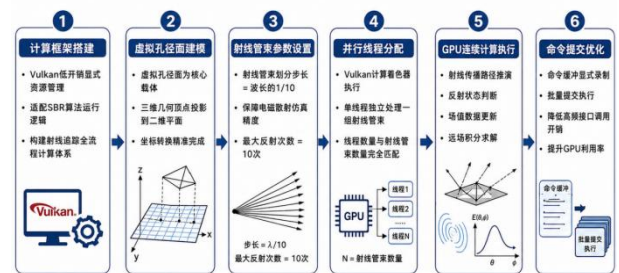 1
计算框架搭建
• Vulkan低开销显式
资源管理
• 适配SBR算法运行
逻辑
• 构建射线追踪全流
程计算体系
Vulkan
2
虚拟孔径面建模
• 虚拟孔径面为核心
载体
• 三维几何顶点投影
到二维平面
• 坐标转换精准完成
z
x
y
3
射线管束参数设置
• 射线管束划分步长
= 波长的1/10
• 保障电磁散射仿真
精度
• 最大反射次数 =
10次
步长 = λ/10
最大反射次数 = 10次
4
并行线程分配
• Vulkan计算着色器
执行
• 单线程独立处理一
组射线管束
• 线程数量与射线管
束数量完全匹配
GPU
线程1
线程2
......
线程N
N = 射线管束数量
5
GPU连续计算执行
• 射线传播路径推演
• 反射状态判断
• 场值数据更新
• 远场积分求解
E(θ,φ)
θ
φ
6
命令提交优化
• 命令缓冲显式录制
• 批量提交执行
• 降低高频接口调用
开销
• 提升GPU利用率
命令缓冲
批量提交
执行